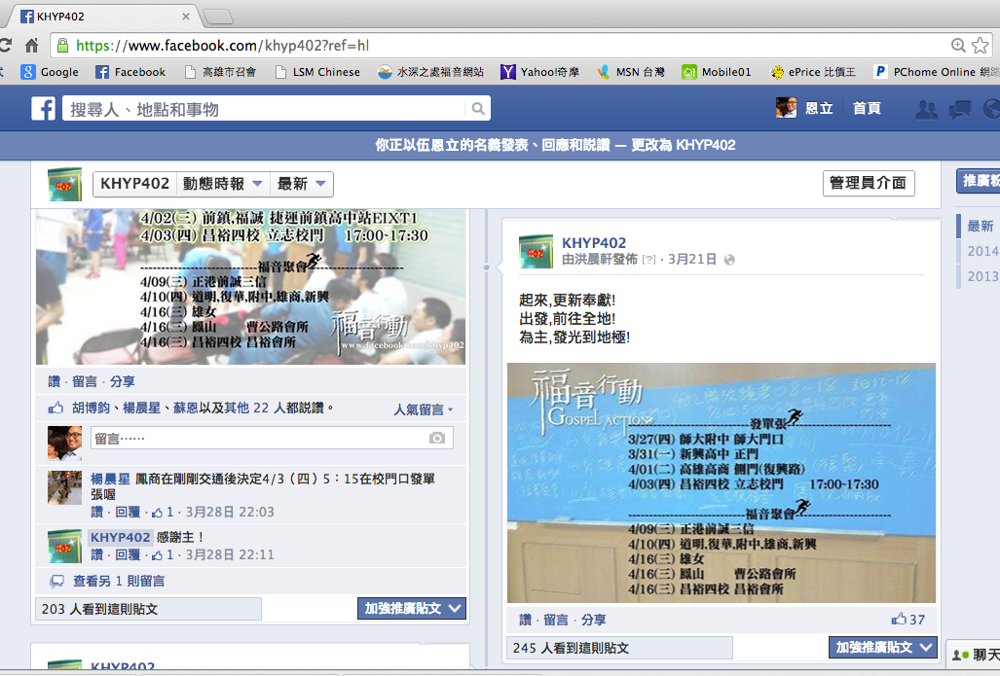 KHYP402
https://www.facebook.com/khyp402?ref=hl
Google Facebook 高雄市召會 LSM Chinese 水深之處福音網站 Yahoo!奇摩 MSN 台灣 Mobile01 ePrice 比價王 PChome Online
搜尋人、地點和事物
恩立 首頁
你正以伍恩立的名義發表、回應和說讚 — 更改為 KHYP402
KHYP402 動態時報 最新
管理員介面
推廣粉
最新
2014
2013
4/02(三) 前鎮,福誠 捷運前鎮高中站EIXT1
4/03(四) 昌裕四校 立志校門 17:00~17:30
福音聚會
4/09(三) 正港前誠三信
4/10(四) 道明,復華,附中,雄商,新興
4/16(三) 雄女
4/16(三) 鳳山 曹公路會所
4/16(三) 昌裕四校 昌裕會所
福音行動
www.facebook.com/khyp402
讚 · 留言 · 分享
胡博鈞、楊晨星、蘇恩以及其他 22 人都說讚。
人氣留言
留言⋯⋯
楊晨星 鳳商在剛剛交通後決定4/3（四）5：15在校門口發單
張喔
讚 · 回覆 · 1 · 3月28日 22:03
KHYP402 感謝主！
讚 · 回覆 · 1 · 3月28日 22:11
查看另 1 則留言
203 人看到這則貼文
加強推廣貼文
KHYP402
KHYP402
由洪晨軒發佈 [?] · 3月21日
起來,更新奉獻!
出發,前往全地!
為主,發光到地極!
福音行動
GOSPEL ACTION
發單張
3/27(四) 師大附中 師大門口
3/31(一) 新興高中 正門
4/01(二) 高雄高商 側門(復興路)
4/03(四) 昌裕四校 立志校門 17:00~17:30
福音聚會
4/09(三) 正港前誠三信
4/10(四) 道明,復華,附中,雄商,新興
4/16(三) 雄女
4/16(三) 鳳山 曹公路會所
4/16(三) 昌裕四校 昌裕會所
讚 · 留言 · 分享
37
245 人看到這則貼文
加強推廣貼文
聊天